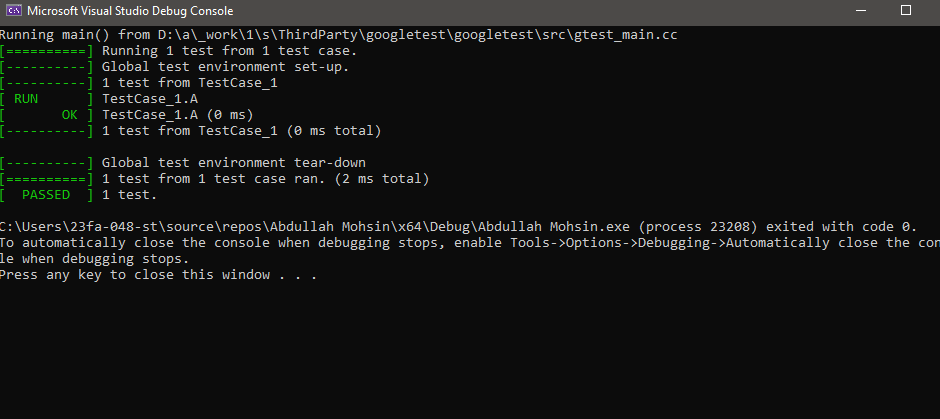 Microsoft Visual Studio Debug Console
Running main() from D:\a\_work\1\s\ThirdParty\googletest\googletest\src\gtest_main.cc
[==========] Running 1 test from 1 test case.
[----------] Global test environment set-up.
[----------] 1 test from TestCase_1
[ RUN      ] TestCase_1.A
[       OK ] TestCase_1.A (0 ms)
[----------] 1 test from TestCase_1 (0 ms total)
[----------] Global test environment tear-down
[==========] 1 test from 1 test case ran. (2 ms total)
[  PASSED  ] 1 test.
C:\Users\23fa-048-st\source\repos\Abdullah Mohsin\x64\Debug\Abdullah Mohsin.exe (process 23208) exited with code 0.
To automatically close the console when debugging stops, enable Tools->Options->Debugging->Automatically close the con
le when debugging stops.
Press any key to close this window . . .